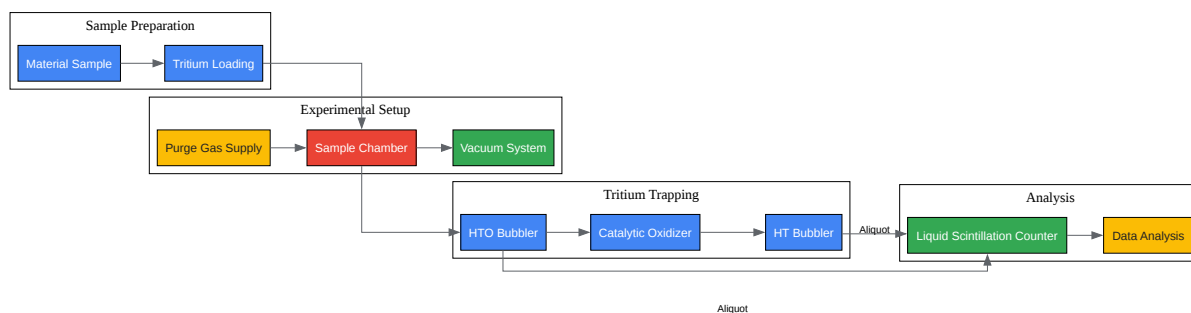 Sample Preparation
Material Sample
Tritium Loading
Experimental Setup
Purge Gas Supply
Sample Chamber
Vacuum System
Tritium Trapping
HTO Bubbler
Catalytic Oxidizer
HT Bubbler
Aliquot
Analysis
Liquid Scintillation Counter
Data Analysis
Aliquot